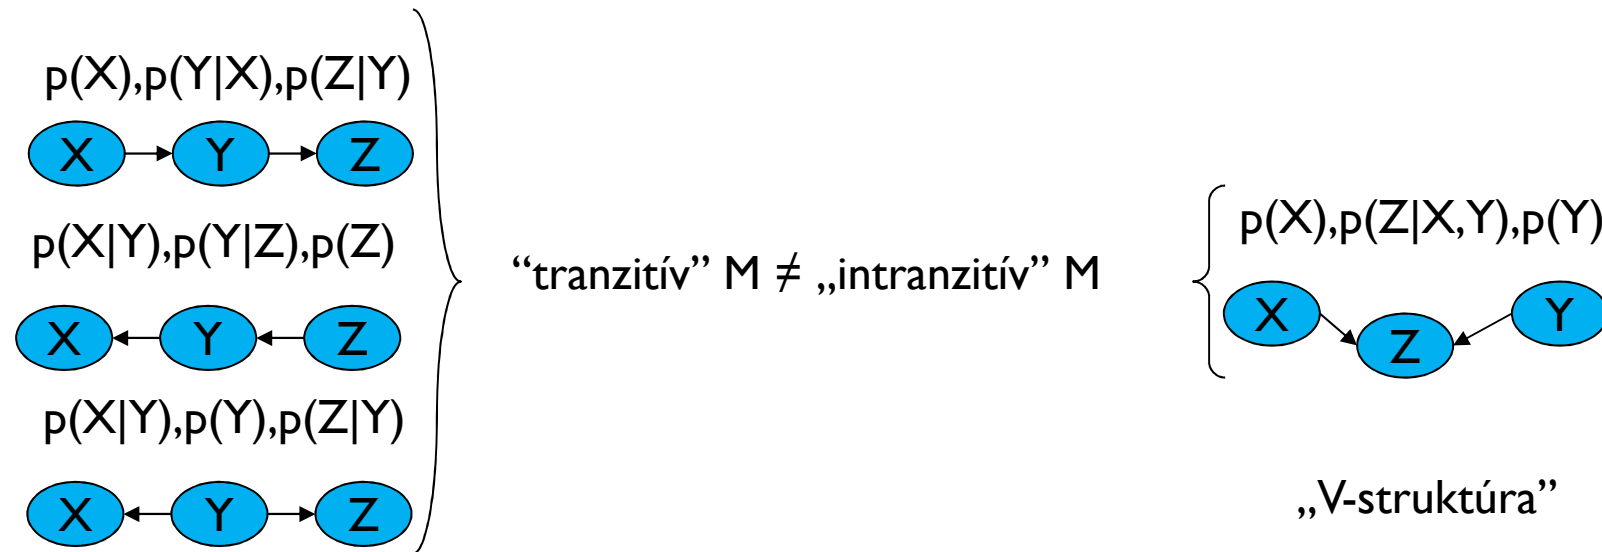 p(X),p(Y|X),p(Z|Y)
X Y Z
p(X|Y),p(Y|Z),p(Z)
X Y Z
p(X|Y),p(Y),p(Z|Y)
X Y Z
“tranzitív” M ≠ „intranzitív” M
p(X),p(Z|X,Y),p(Y)
X Z Y
„V-struktúra”